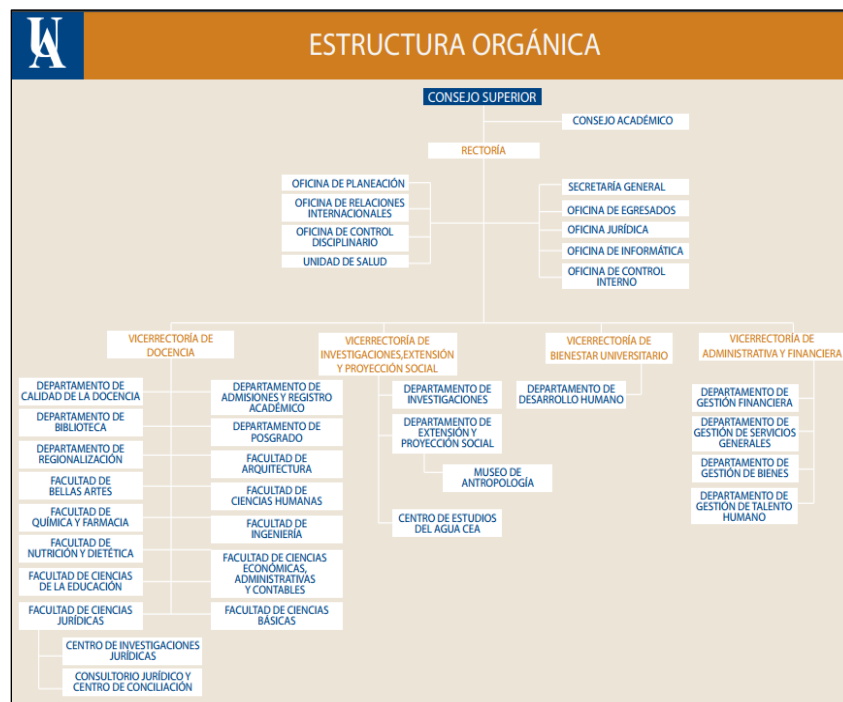 UA
ESTRUCTURA ORGÁNICA
CONSEJO SUPERIOR
CONSEJO ACADÉMICO
RECTORÍA
OFICINA DE PLANEACIÓN
OFICINA DE RELACIONES
INTERNACIONALES
OFICINA DE CONTROL
DISCIPLINARIO
UNIDAD DE SALUD
SECRETARÍA GENERAL
OFICINA DE EGRESADOS
OFICINA JURÍDICA
OFICINA DE INFORMÁTICA
OFICINA DE CONTROL
INTERNO
VICERRECTORÍA DE
DOCENCIA
DEPARTAMENTO DE
CALIDAD DE LA DOCENCIA
DEPARTAMENTO DE
BIBLIOTECA
DEPARTAMENTO DE
REGIONALIZACIÓN
FACULTAD DE
BELLAS ARTES
FACULTAD DE
QUÍMICA Y FARMACIA
FACULTAD DE
NUTRICIÓN Y DIETÉTICA
FACULTAD DE CIENCIAS
DE LA EDUCACIÓN
FACULTAD DE CIENCIAS
JURÍDICAS
CENTRO DE INVESTIGACIONES
JURÍDICAS
CONSULTORIO JURÍDICO Y
CENTRO DE CONCILIACIÓN
DEPARTAMENTO DE
ADMISIONES Y REGISTRO
ACADÉMICO
DEPARTAMENTO DE
POSGRADO
FACULTAD DE
ARQUITECTURA
FACULTAD DE
CIENCIAS HUMANAS
FACULTAD DE
INGENIERÍA
FACULTAD DE CIENCIAS
ECONÓMICAS,
ADMINISTRATIVAS
Y CONTABLES
FACULTAD DE CIENCIAS
BÁSICAS
VICERRECTORÍA DE
INVESTIGACIONES,EXTENSIÓN
Y PROYECCIÓN SOCIAL
DEPARTAMENTO DE
INVESTIGACIONES
DEPARTAMENTO DE
EXTENSIÓN Y
PROYECCIÓN SOCIAL
MUSEO DE
ANTROPOLOGÍA
CENTRO DE ESTUDIOS
DEL AGUA CEA
VICERRECTORÍA DE
BIENESTAR UNIVERSITARIO
DEPARTAMENTO DE
DESARROLLO HUMANO
VICERRECTORÍA DE
ADMINISTRATIVA Y FINANCIERA
DEPARTAMENTO DE
GESTIÓN FINANCIERA
DEPARTAMENTO DE
GESTIÓN DE SERVICIOS
GENERALES
DEPARTAMENTO DE
GESTIÓN DE BIENES
DEPARTAMENTO DE
GESTIÓN DE TALENTO
HUMANO